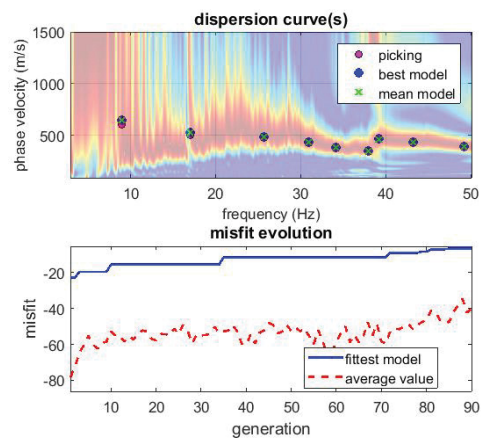 dispersion curve(s)
1500
1000
500
phase velocity (m/s)
picking
best model
mean model
10
20
30
40
50
frequency (Hz)
misfit evolution
-20
-40
-60
-80
misfit
fittest model
average value
10
20
30
40
50
60
70
80
90
generation